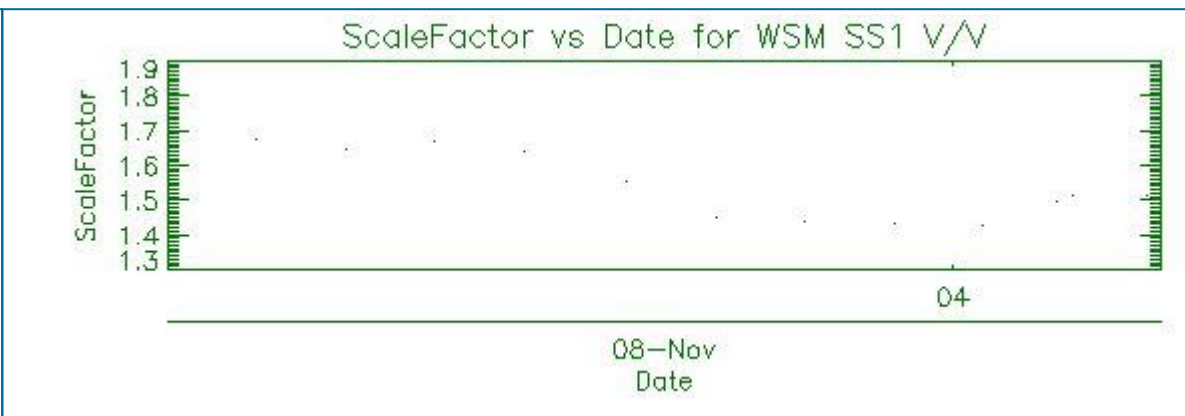 ScaleFactor vs Date for WSM SS1 V/V
ScaleFactor
1.9
1.8
1.7
1.6
1.5
1.4
1.3
04
08-Nov
Date